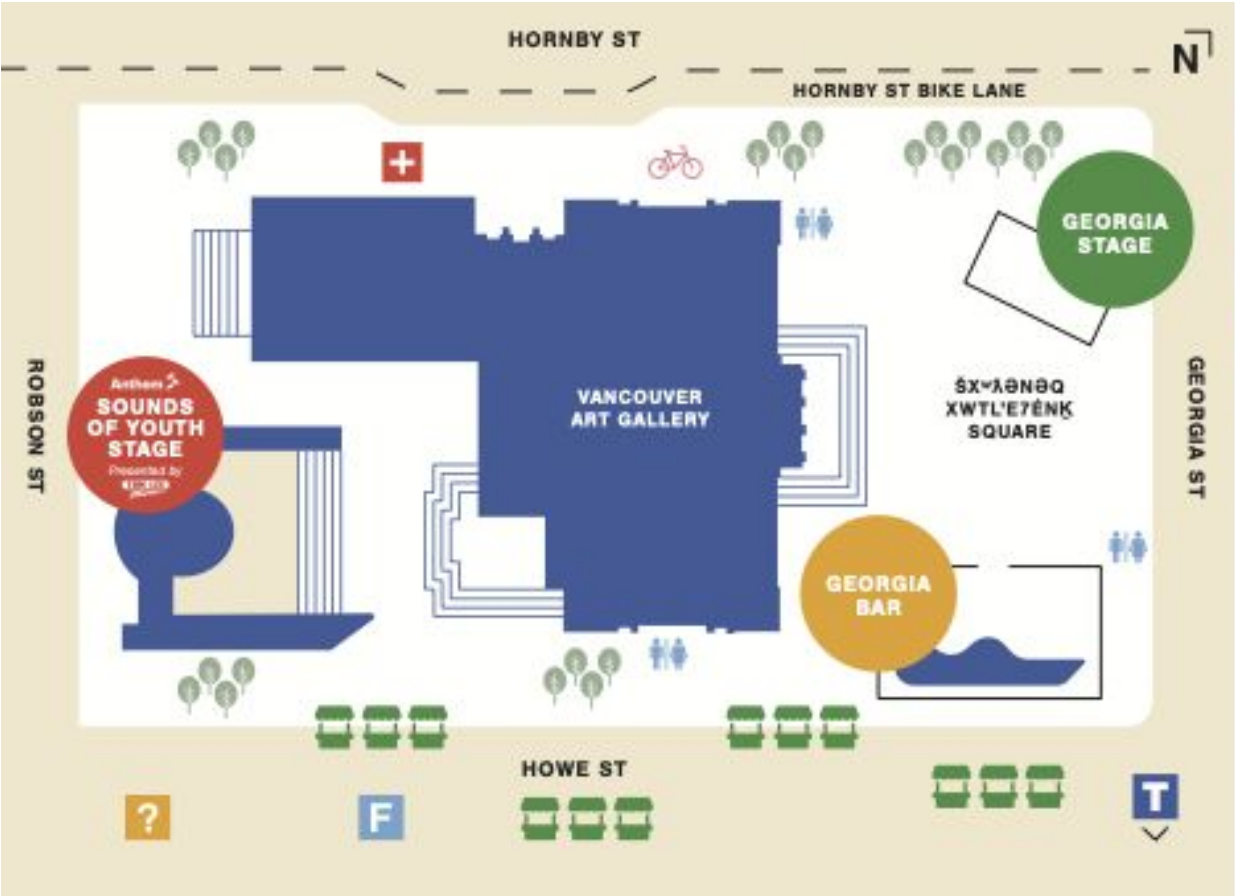 HORNBY ST
N
HORNBY ST BIKE LANE
GEORGIA
STAGE
ROBSON ST
Anthem
SOUNDS
OF YOUTH
STAGE
Presented by
VANCOUVER
ART GALLERY
šxʷƛ̓ənəq
XWTL'E7ÉNḴ
SQUARE
GEORGIA ST
GEORGIA
BAR
HOWE ST
?
F
T